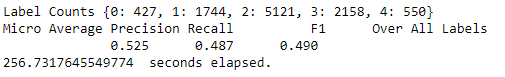 Label Counts {0: 427, 1: 1744, 2: 5121, 3: 2158, 4: 550}
Micro Average Precision Recall F1 Over All Labels
0.525 0.487 0.490
256.7317645549774 seconds elapsed.